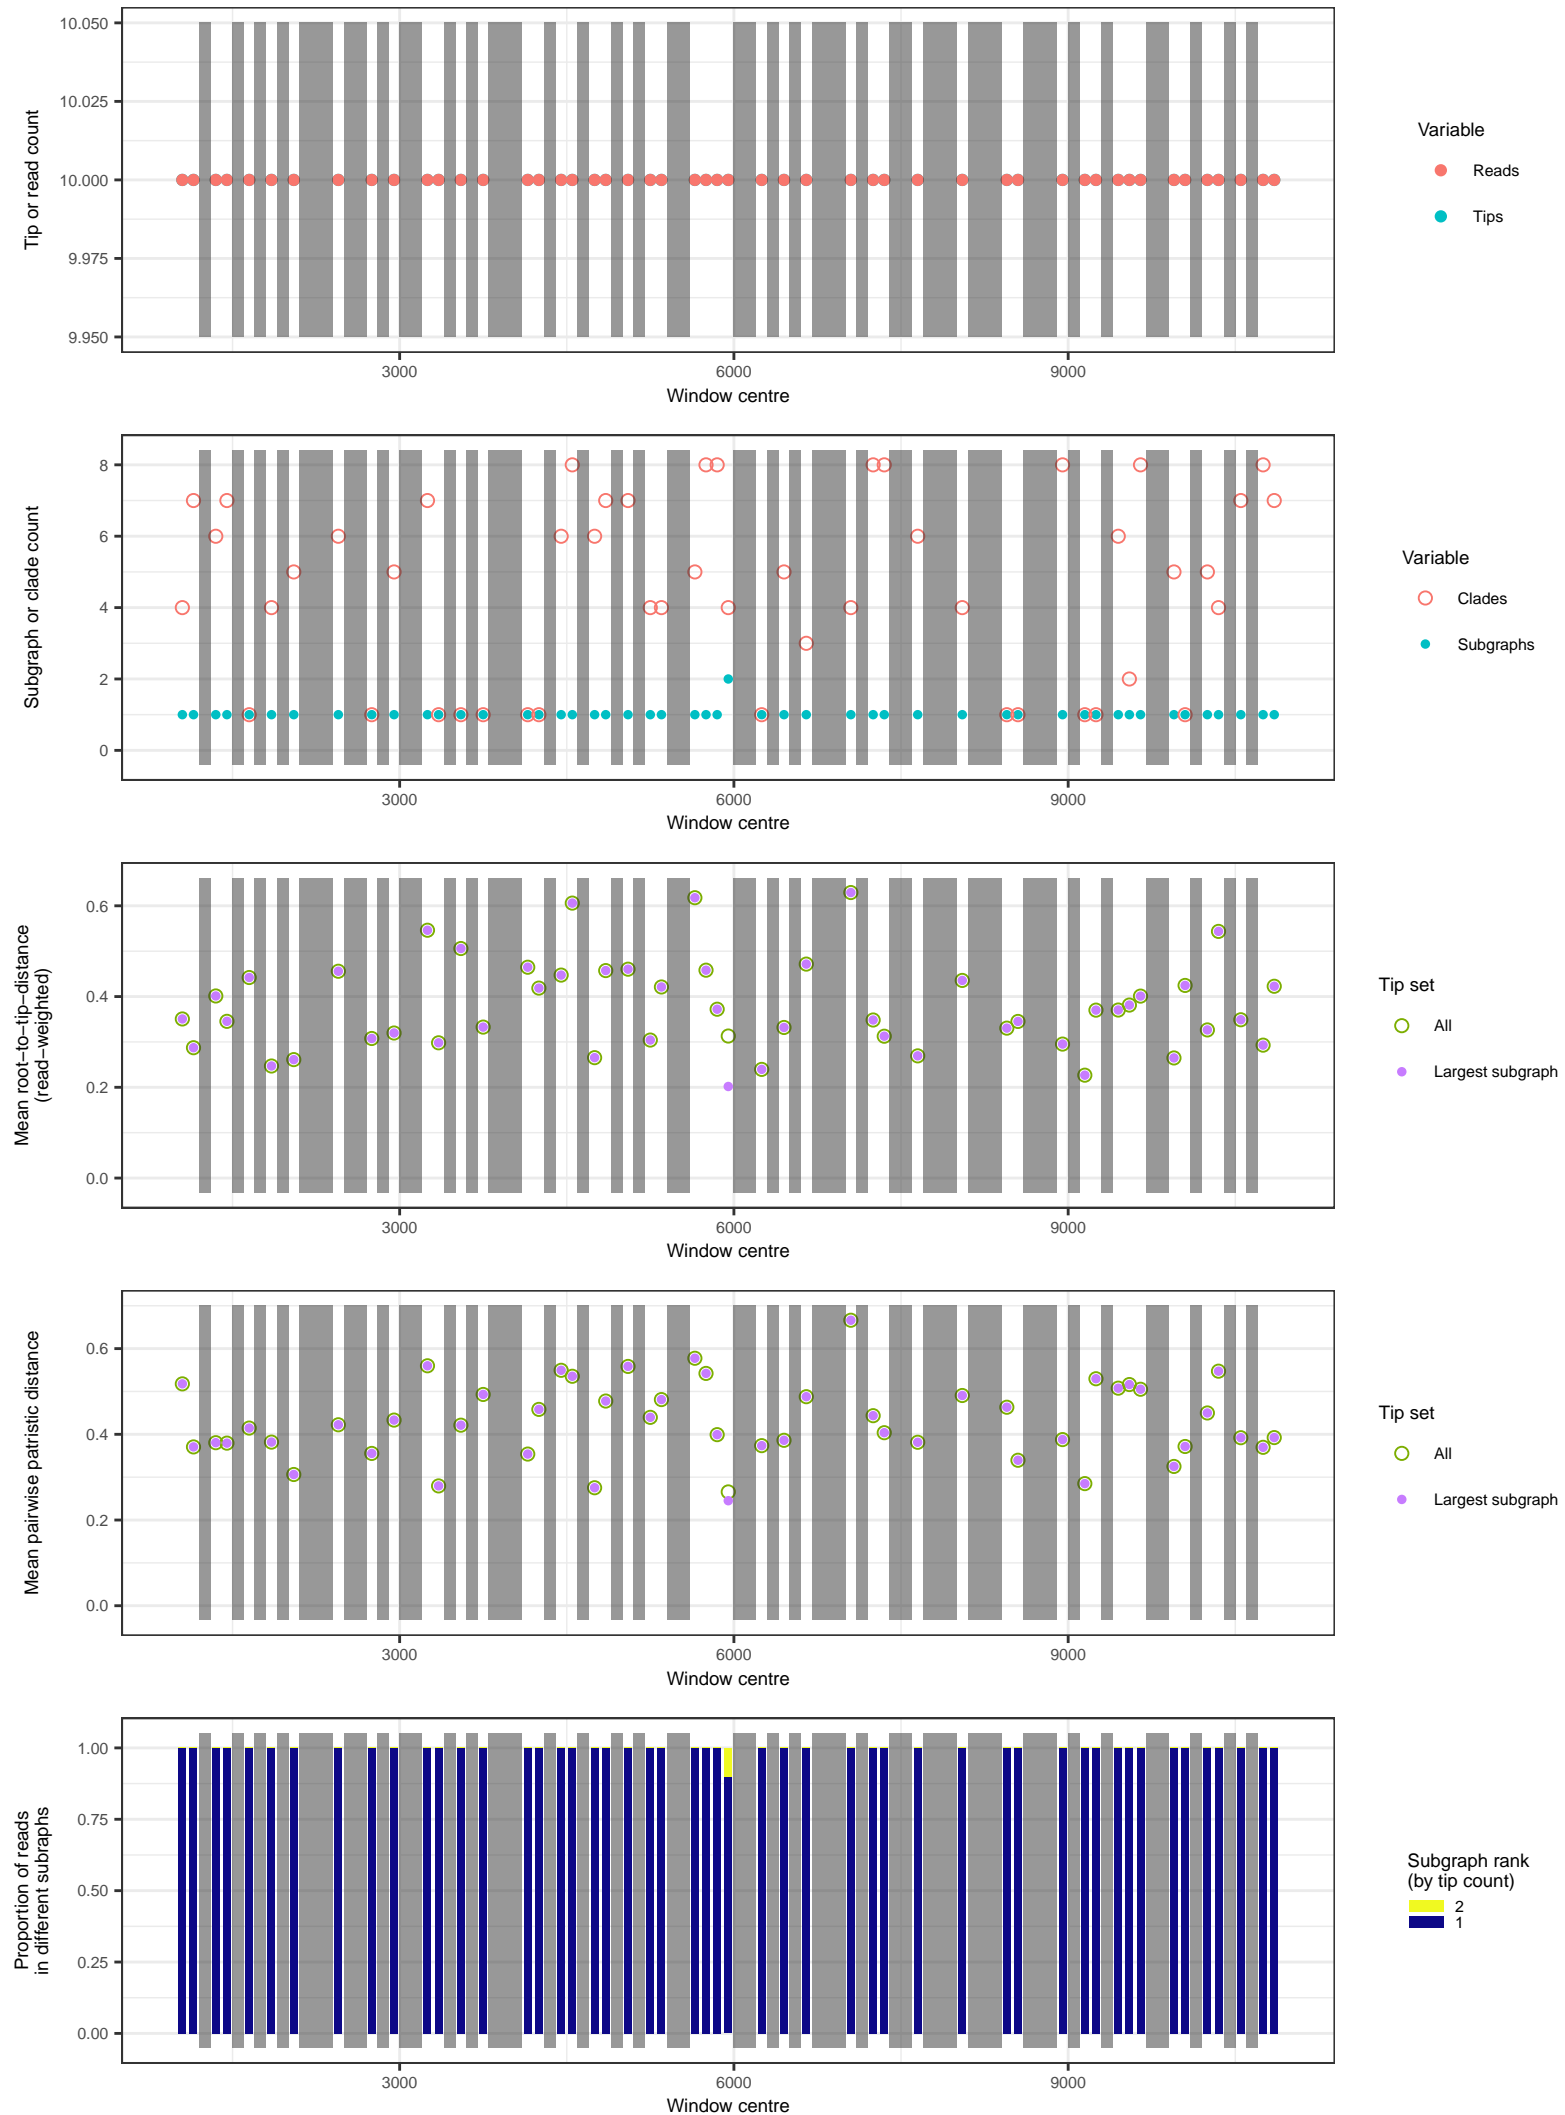 10.050
10.025
10.000
9.975
9.950
Tip or read count
3000
6000
9000
Window centre
Variable
Reads
Tips
8
6
4
2
0
Subgraph or clade count
3000
6000
9000
Window centre
Variable
Clades
Subgraphs
0.6
0.4
0.2
0.0
Mean root−to−tip−distance
(read−weighted)
3000
6000
9000
Window centre
Tip set
All
Largest subgraph
0.6
0.4
0.2
0.0
Mean pairwise patristic distance
3000
6000
9000
Window centre
Tip set
All
Largest subgraph
1.00
0.75
0.50
0.25
0.00
Proportion of reads
in different subraphs
3000
6000
9000
Window centre
Subgraph rank
(by tip count)
2
1